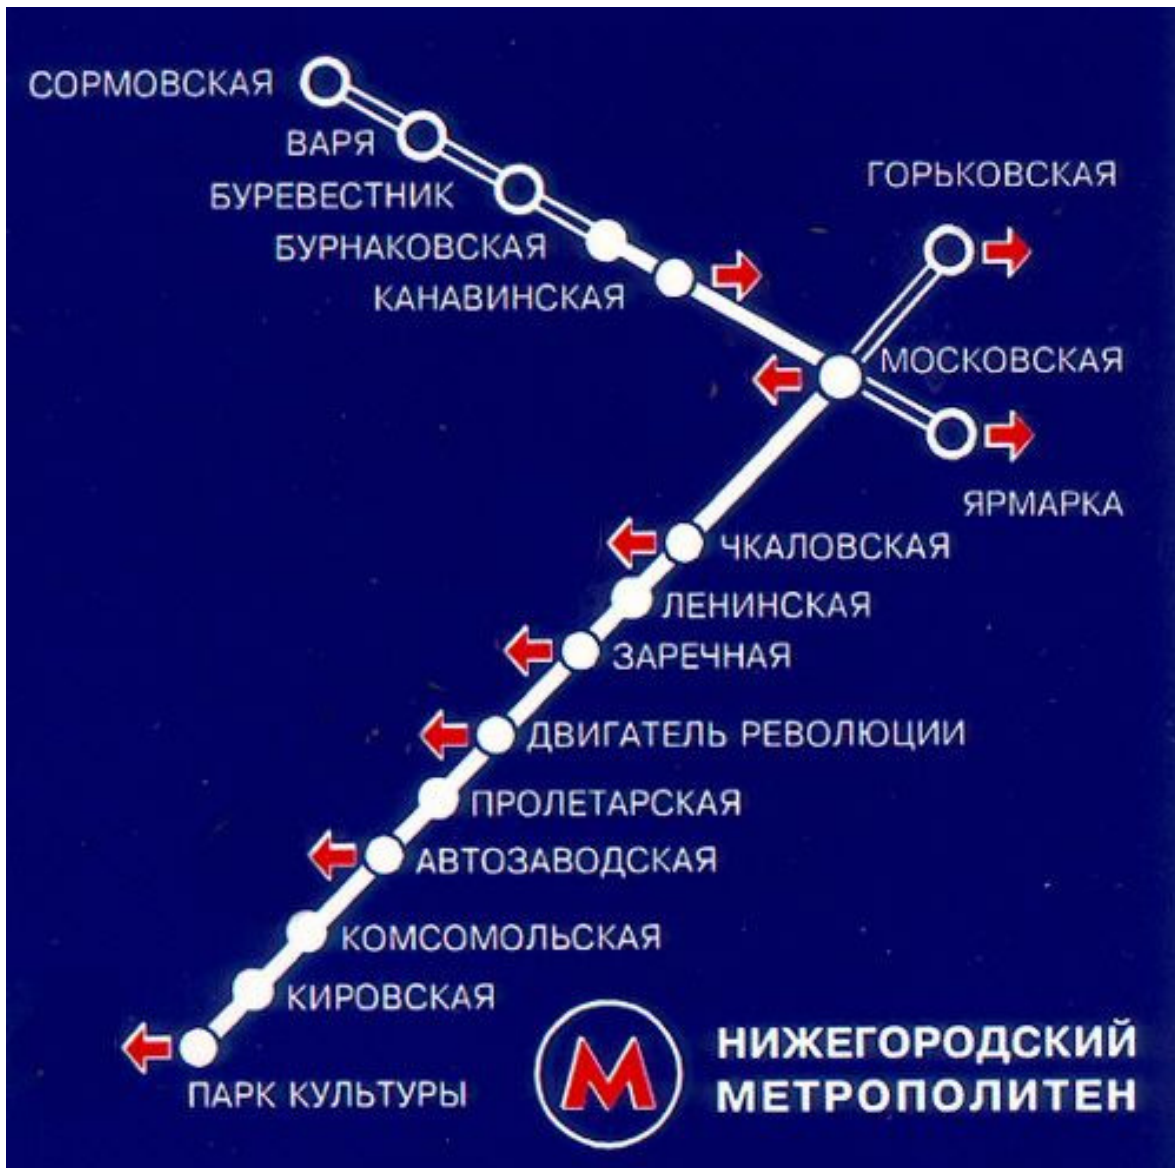 СОРМОВСКАЯ
ВАРЯ
ГОРЬКОВСКАЯ
БУРЕВЕСТНИК
БУРНАКОВСКАЯ
КАНАВИНСКАЯ
МОСКОВСКАЯ
ЯРМАРКА
ЧКАЛОВСКАЯ
ЛЕНИНСКАЯ
ЗАРЕЧНАЯ
ДВИГАТЕЛЬ РЕВОЛЮЦИИ
ПРОЛЕТАРСКАЯ
АВТОЗАВОДСКАЯ
КОМСОМОЛЬСКАЯ
КИРОВСКАЯ
ПАРК КУЛЬТУРЫ
М
НИЖЕГОРОДСКИЙ
МЕТРОПОЛИТЕН